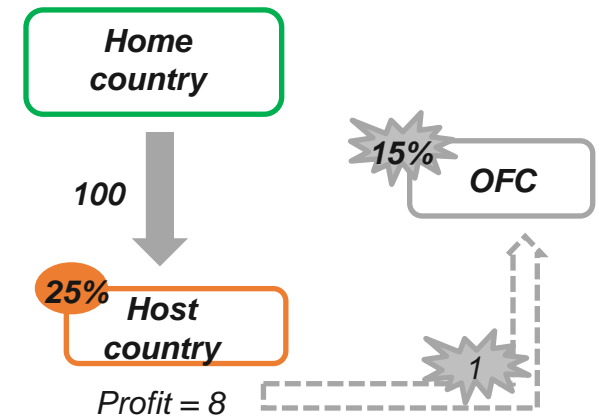 Home
country
100
15%
OFC
25%
Host
country
1
Profit = 8